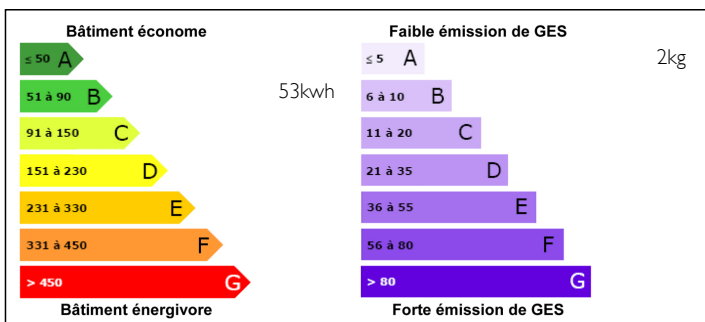 Bâtiment économe
≤ 50 A
51 à 90 B
91 à 150 C
151 à 230 D
231 à 330 E
331 à 450 F
> 450 G
Bâtiment énergivore
53kwh
Faible émission de GES
≤ 5 A
6 à 10 B
11 à 20 C
21 à 35 D
36 à 55 E
56 à 80 F
> 80 G
Forte émission de GES
2kg